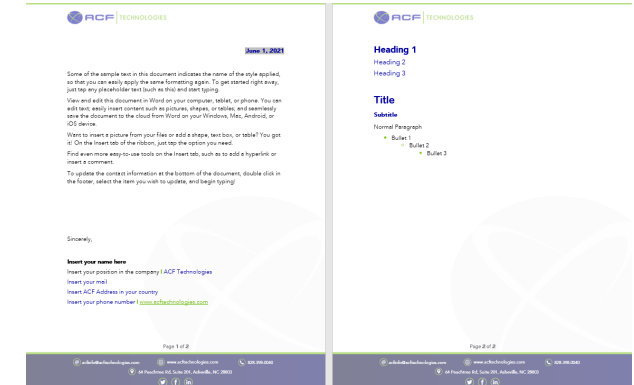 ACF TECHNOLOGIES
June 1, 2021
Some of the sample text in this document indicates the name of the style applied,
so that you can easily apply the same formatting again. To get started right away,
just tap any placeholder text (such as this) and start typing.
View and edit this document in Word on your computer, tablet, or phone. You can
edit text; easily insert content such as pictures, shapes, or tables; and seamlessly
save the document to the cloud from Word on your Windows, Mac, Android, or
iOS device.
Want to insert a picture from your files or add a shape, text box, or table? You got
it! On the Insert tab of the ribbon, just tap the option you need.
Find even more easy-to-use tools on the Insert tab, such as to add a hyperlink or
insert a comment.
To update the contact information at the bottom of the document, double click in
the footer, select the item you wish to update, and begin typing!
Sincerely,
Insert your name here
Insert your position in the company I ACF Technologies
Insert your mail
Insert ACF Address in your country
Insert your phone number I www.acftechnologies.com
Page 1 of 2
acfinfo@acftechnologies.com www.acftechnologies.com 828.398.0040
64 Peachtree Rd, Suite 201, Asheville, NC 28803
ACF TECHNOLOGIES
Heading 1
Heading 2
Heading 3
Title
Subtitle
Normal Paragraph
Bullet 1
Bullet 2
Bullet 3
Page 2 of 2
acfinfo@acftechnologies.com www.acftechnologies.com 828.398.0040
64 Peachtree Rd, Suite 201, Asheville, NC 28803